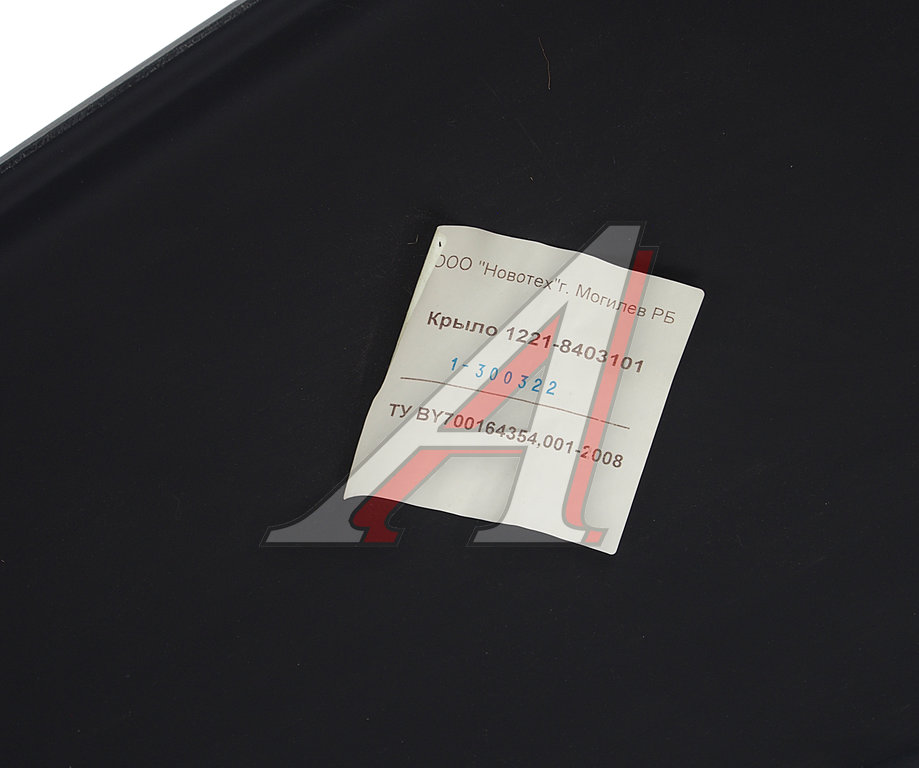 ООО "Новотех"г. Могилев РБ
Крыло 1221-8403101
1-300322
ТУ BY700164354,001-2008